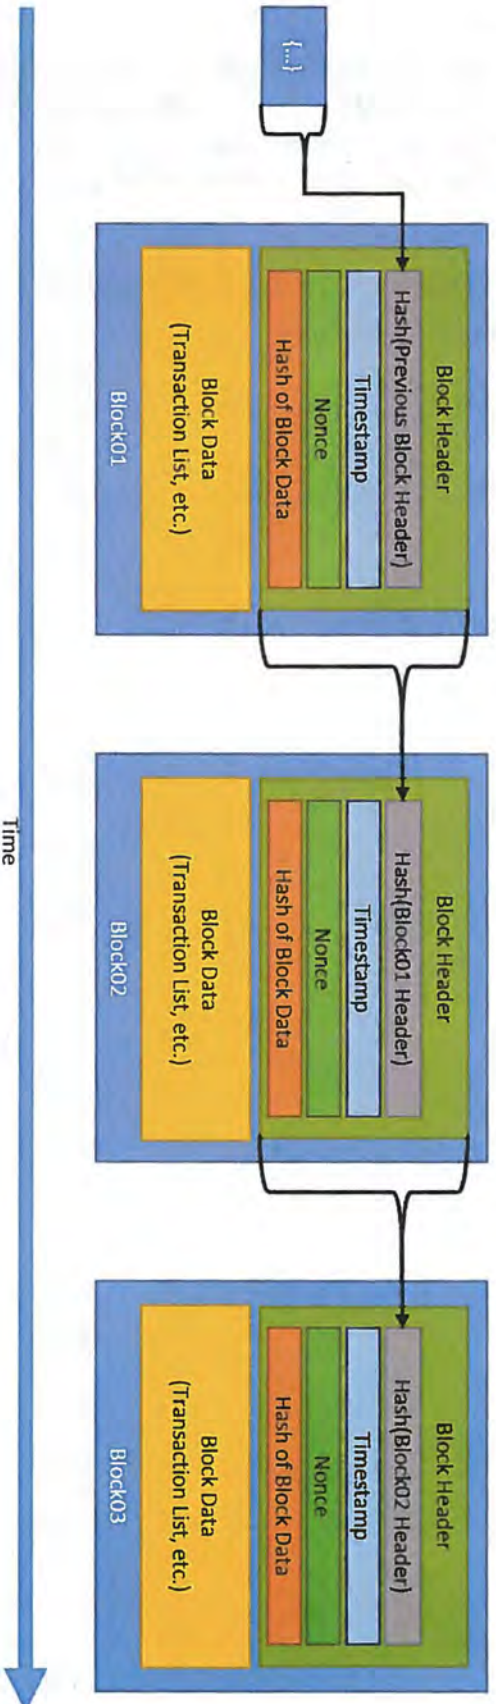 {...}
Block Header
Hash(Previous Block Header)
Timestamp
Nonce
Hash of Block Data
Block Data
(Transaction List, etc.)
Block01
Block Header
Hash(Block01 Header)
Timestamp
Nonce
Hash of Block Data
Block Data
(Transaction List, etc.)
Block02
Block Header
Hash(Block02 Header)
Timestamp
Nonce
Hash of Block Data
Block Data
(Transaction List, etc.)
Block03
Time